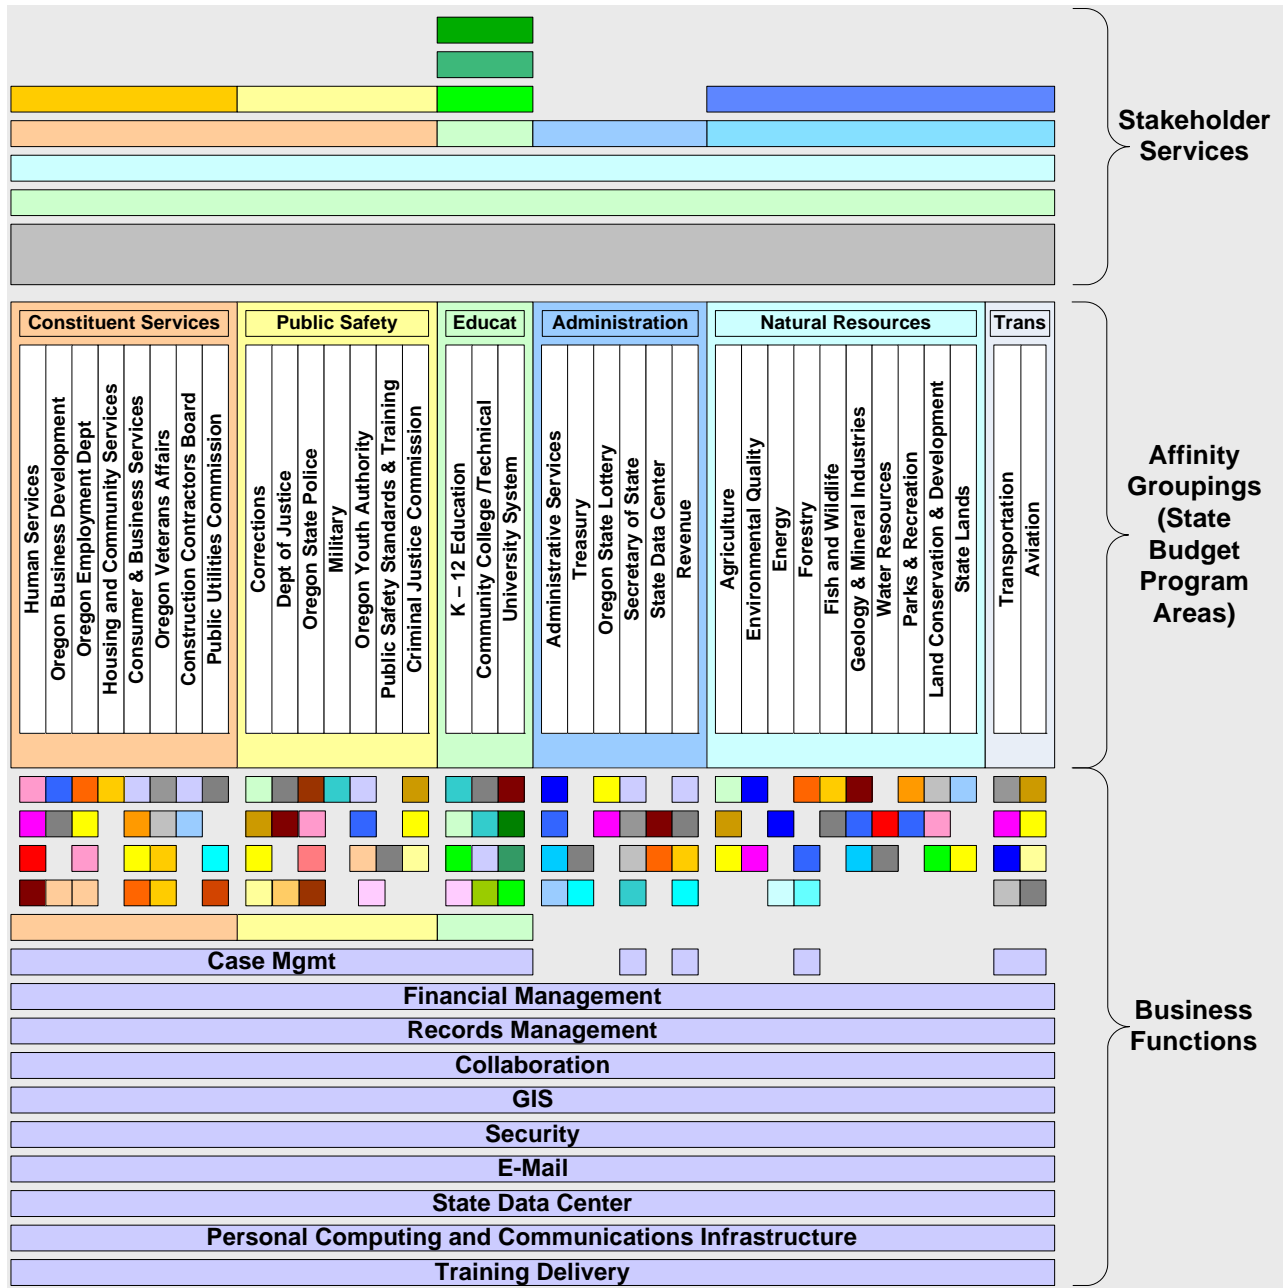 Stakeholder
Services
Constituent Services
Public Safety
Educat
Administration
Natural Resources
Trans
Human Services
Oregon Business Development
Oregon Employment Dept
Housing and Community Services
Consumer & Business Services
Oregon Veterans Affairs
Construction Contractors Board
Public Utilities Commission
Corrections
Dept of Justice
Oregon State Police
Military
Oregon Youth Authority
Public Safety Standards & Training
Criminal Justice Commission
K – 12 Education
Community College /Technical
University System
Administrative Services
Treasury
Oregon State Lottery
Secretary of State
State Data Center
Revenue
Agriculture
Environmental Quality
Energy
Forestry
Fish and Wildlife
Geology & Mineral Industries
Water Resources
Parks & Recreation
Land Conservation & Development
State Lands
Transportation
Aviation
Affinity
Groupings
(State
Budget
Program
Areas)
Case Mgmt
Financial Management
Records Management
Collaboration
GIS
Security
E-Mail
State Data Center
Personal Computing and Communications Infrastructure
Training Delivery
Business
Functions